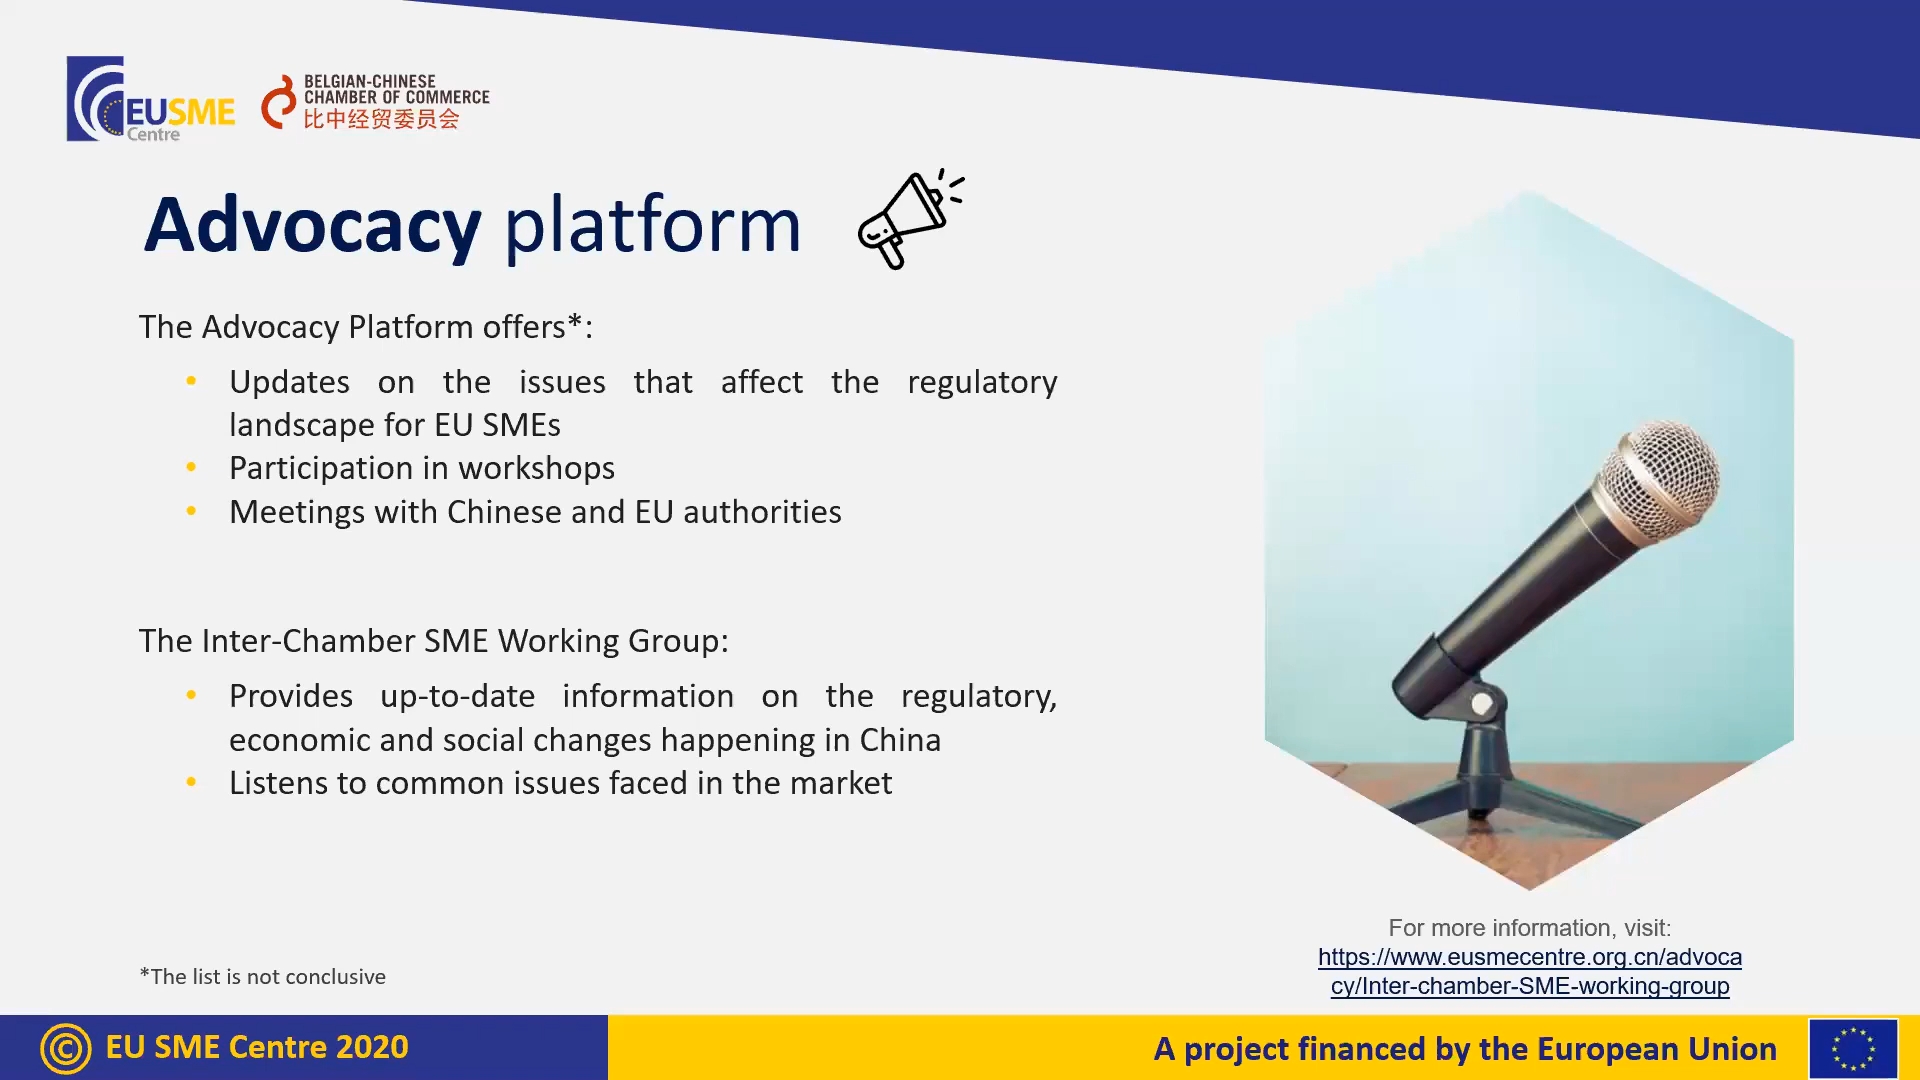 EUSME
Centre
BELGIAN-CHINESE
CHAMBER OF COMMERCE
比中经贸委员会
Advocacy platform
The Advocacy Platform offers*:
• Updates on the issues that affect the regulatory
landscape for EU SMEs
• Participation in workshops
• Meetings with Chinese and EU authorities
The Inter-Chamber SME Working Group:
• Provides up-to-date information on the regulatory,
economic and social changes happening in China
• Listens to common issues faced in the market
*The list is not conclusive
For more information, visit:
https://www.eusmecentre.org.cn/advoca
cy/Inter-chamber-SME-working-group
© EU SME Centre 2020
A project financed by the European Union